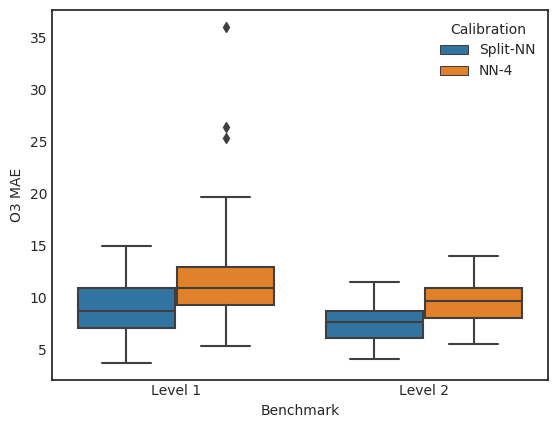 Calibration
Split-NN
NN-4
O3 MAE
35
30
25
20
15
10
5
Level 1
Level 2
Benchmark